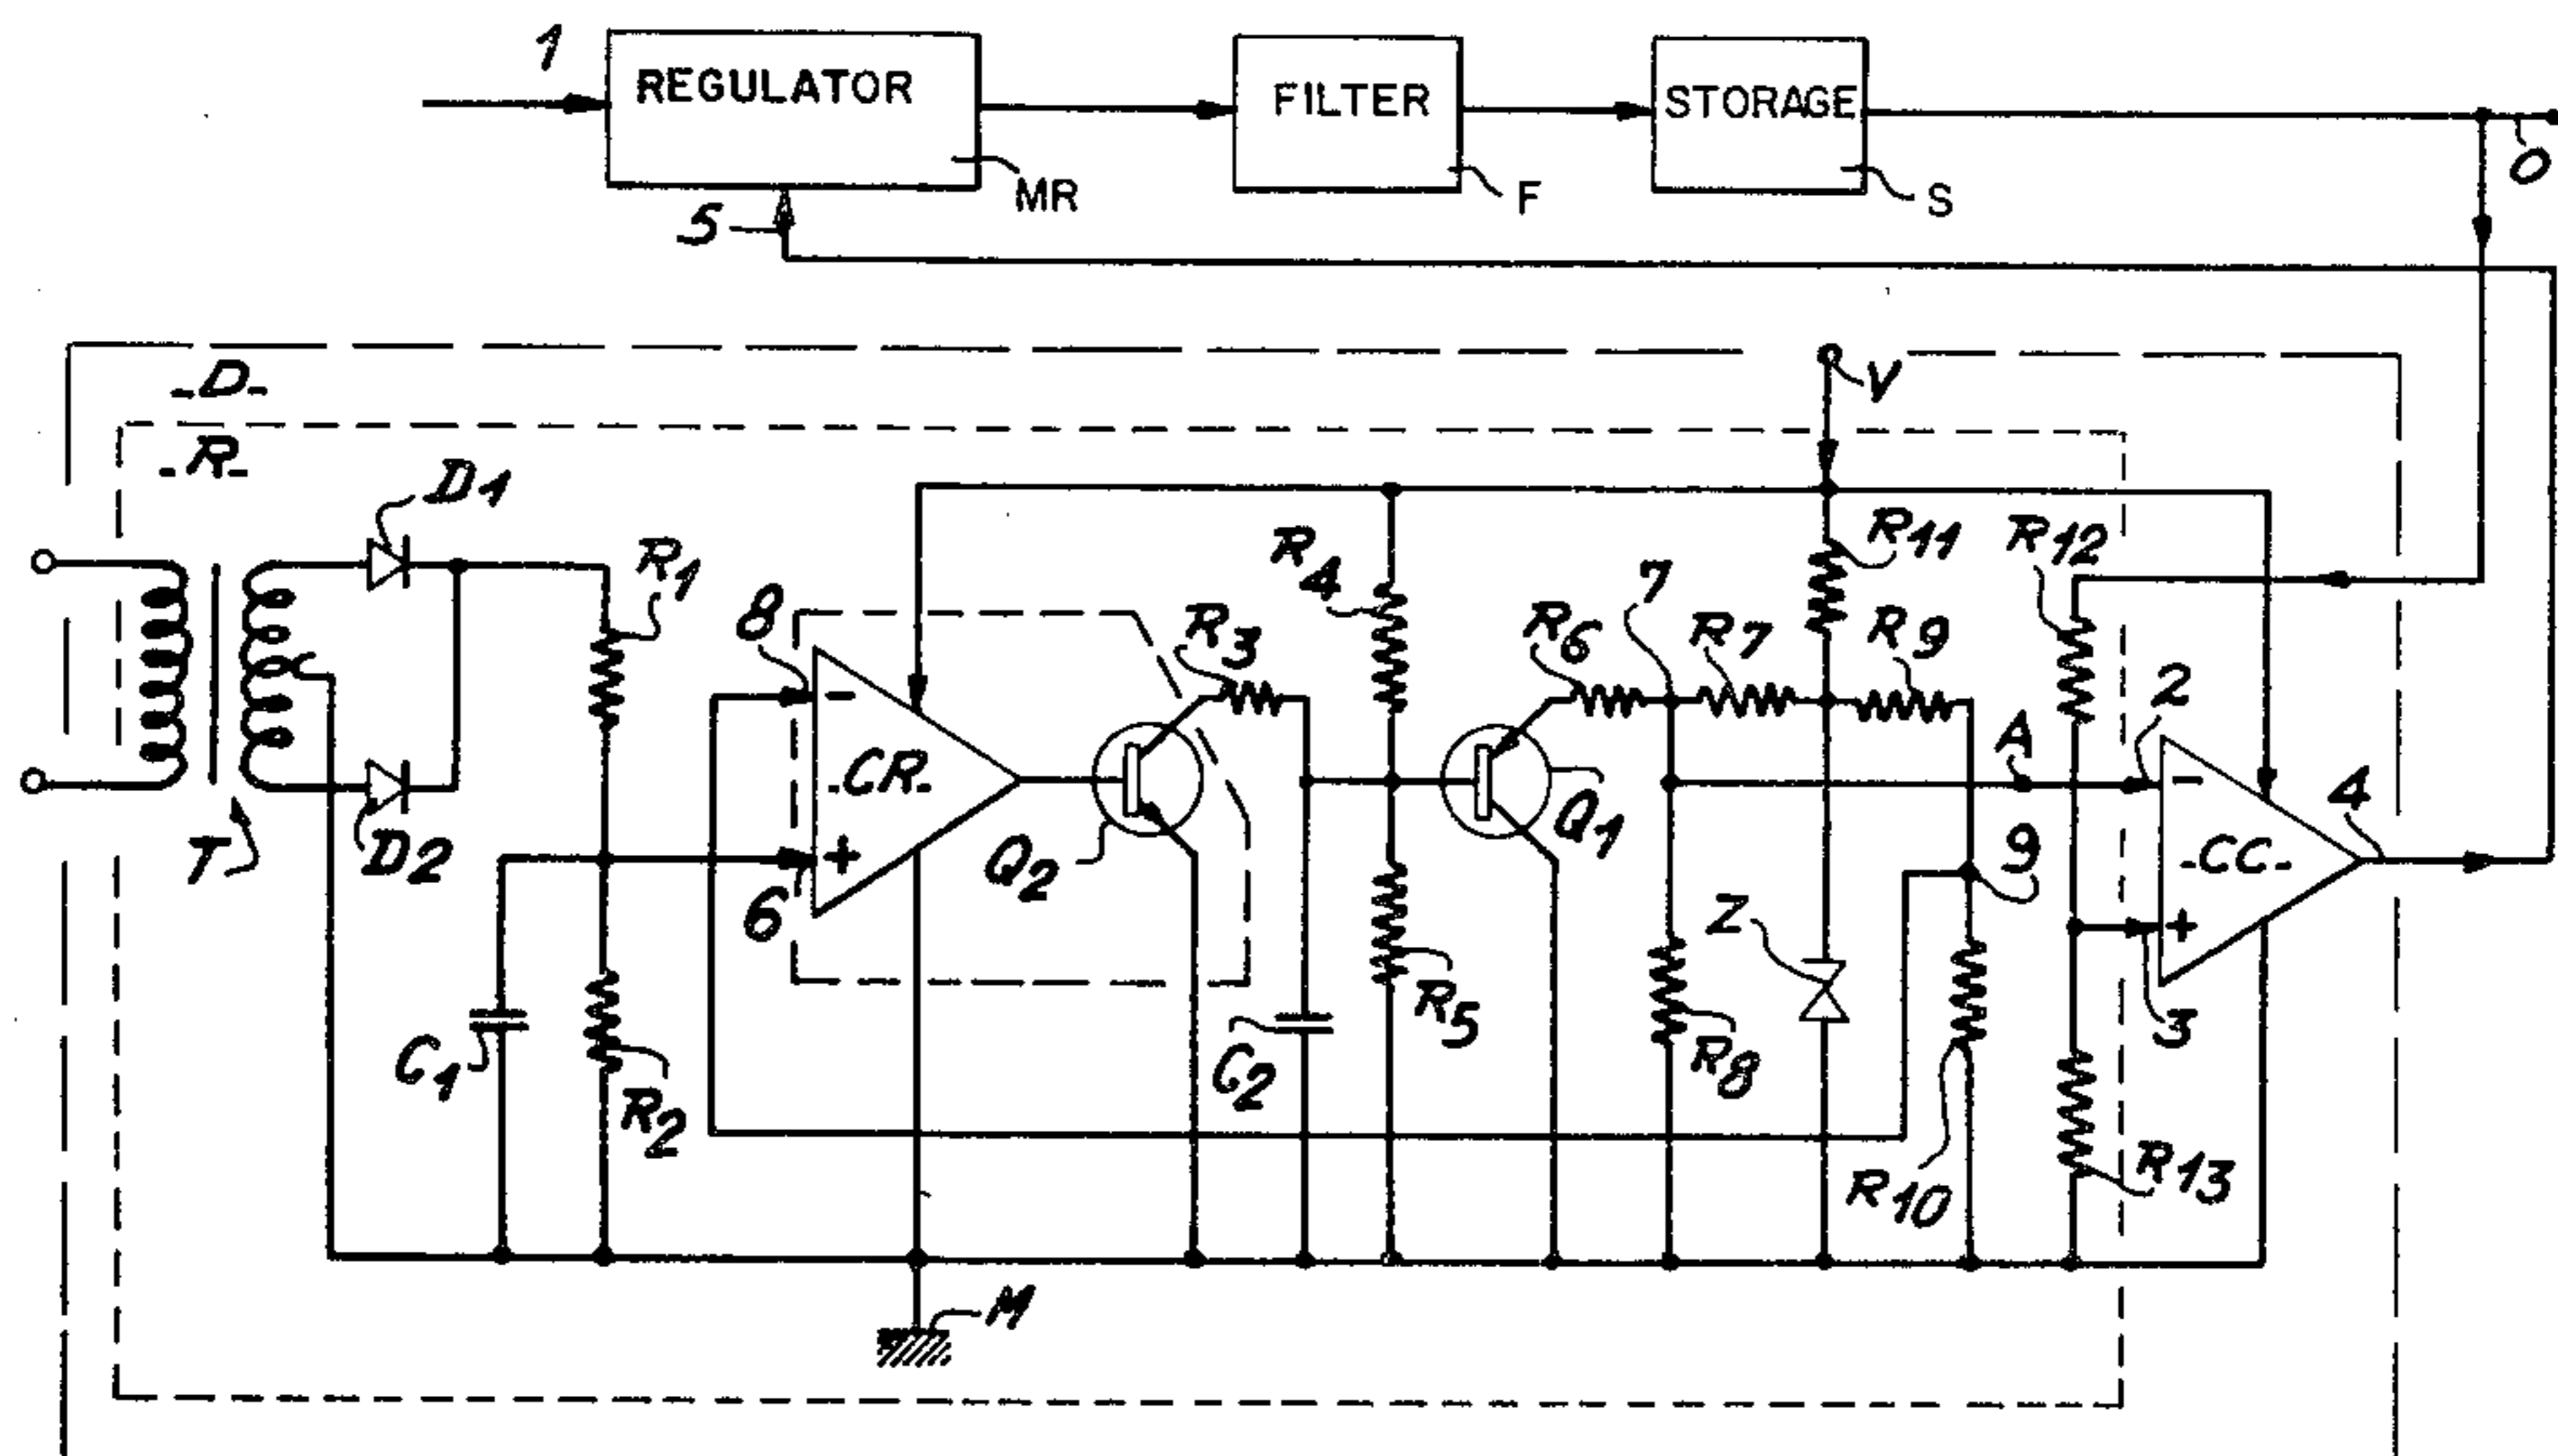 1
REGULATOR
FILTER
STORAGE
MR
F
S
O
5
-D-
V
-R-
D1
R1
R4
R11
R12
8
R3
R6
7
R7
R9
2
A
-
-CR-
-
4
Q2
Q1
-CC-
T
D2
6
+
9
Z
+
3
C1
R2
C2
R5
R8
R10
R13
M